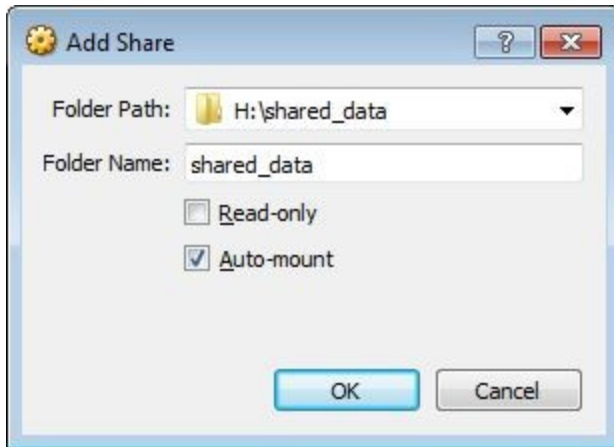 Add Share
?
Folder Path: H:\shared_data
Folder Name: shared_data
Read-only
Auto-mount
OK Cancel